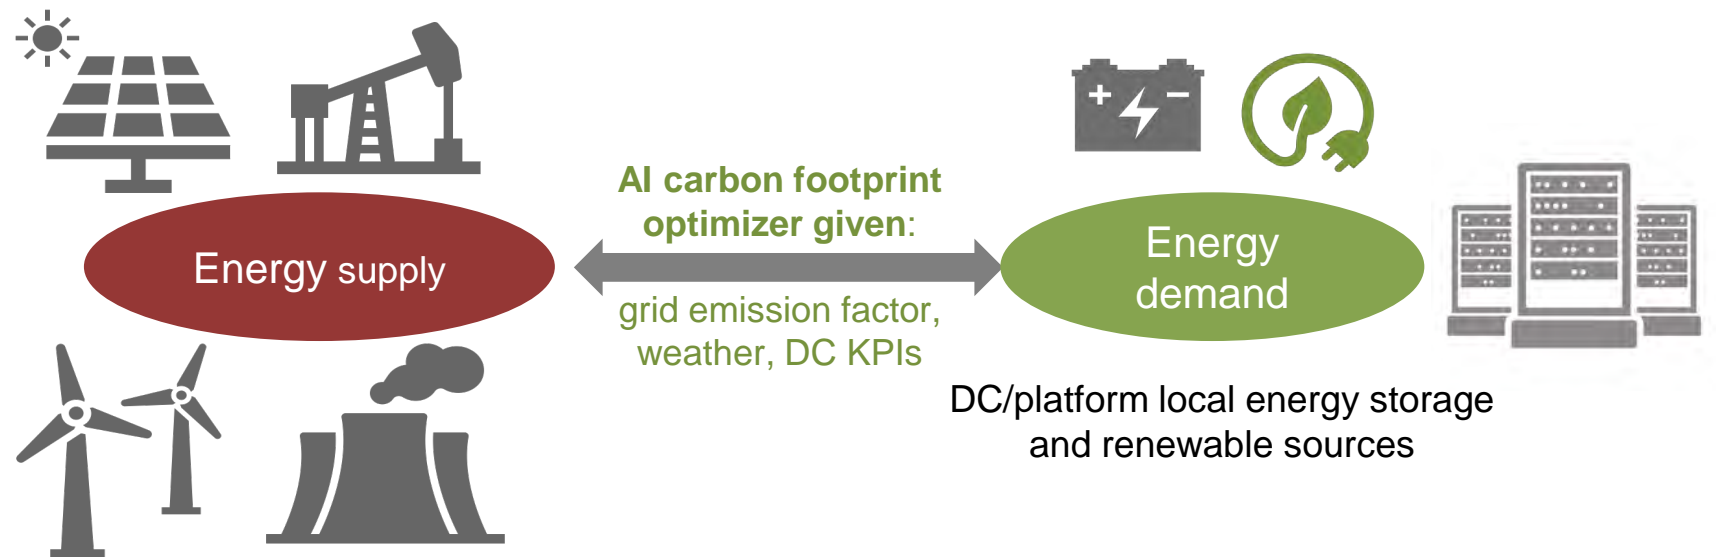 Energy supply
AI carbon footprint
optimizer given:
grid emission factor,
weather, DC KPIs
+ −
Energy
demand
DC/platform local energy storage
and renewable sources